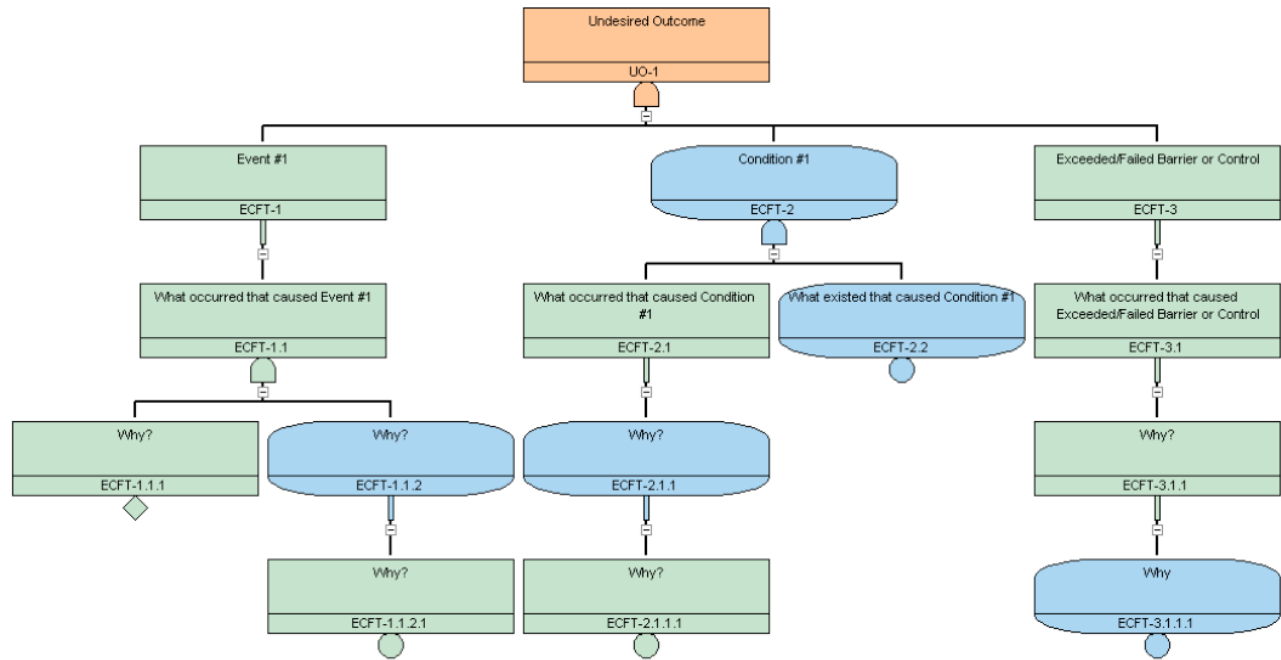 Undesired Outcome
UO-1
Event #1
ECFT-1
Condition #1
ECFT-2
Exceeded/Failed Barrier or Control
ECFT-3
What occurred that caused Event #1
ECFT-1.1
What occurred that caused Condition
#1
ECFT-2.1
What existed that caused Condition #1
ECFT-2.2
What occurred that caused
Exceeded/Failed Barrier or Control
ECFT-3.1
Why?
ECFT-1.1.1
Why?
ECFT-1.1.2
Why?
ECFT-2.1.1
Why?
ECFT-3.1.1
Why?
ECFT-1.1.2.1
Why?
ECFT-2.1.1.1
Why
ECFT-3.1.1.1